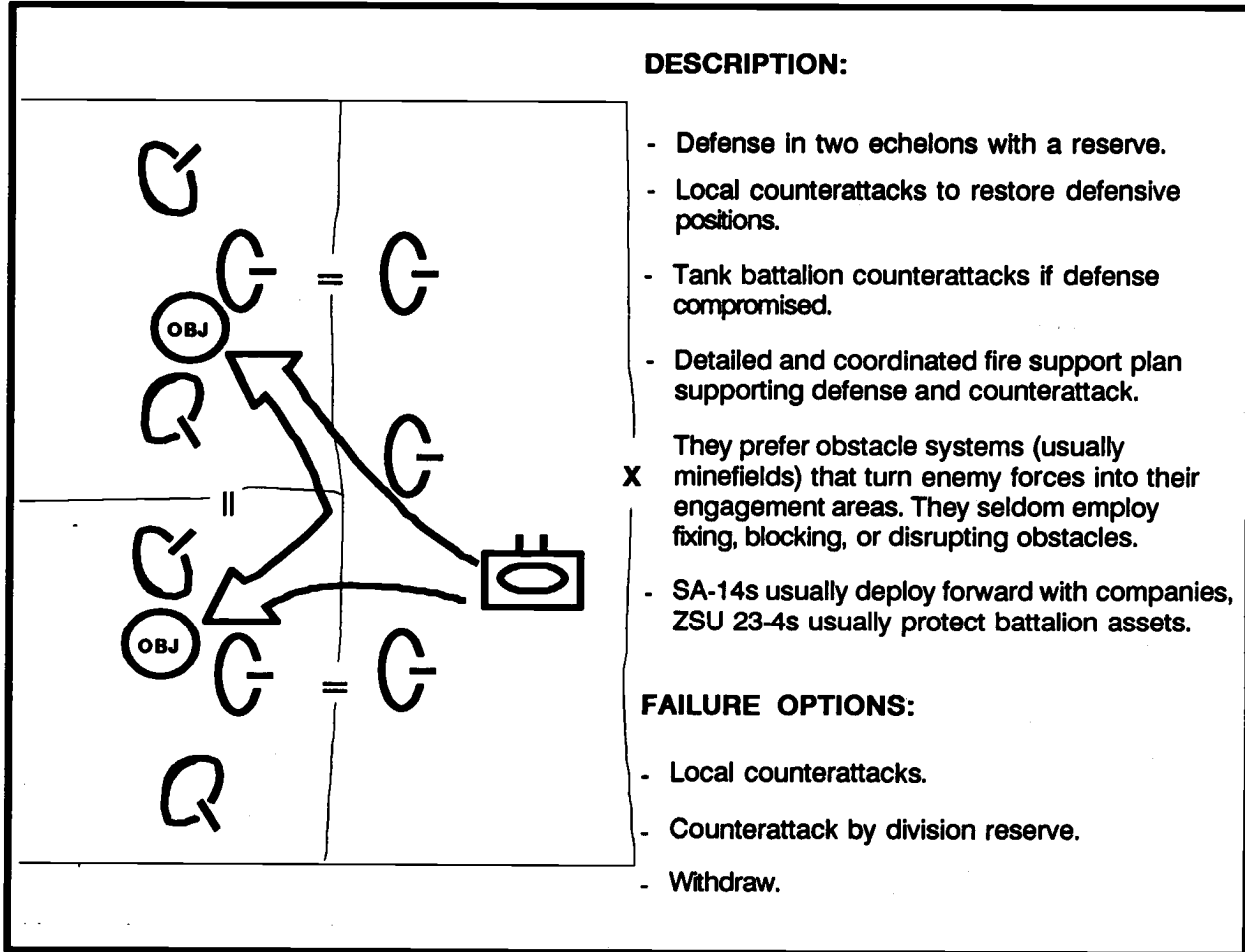 DESCRIPTION:
- Defense in two echelons with a reserve.
- Local counterattacks to restore defensive
positions.
- Tank battalion counterattacks if defense
compromised.
- Detailed and coordinated fire support plan
supporting defense and counterattack.
They prefer obstacle systems (usually
X minefields) that turn enemy forces into their
engagement areas. They seldom employ
fixing, blocking, or disrupting obstacles.
- SA-14s usually deploy forward with companies,
ZSU 23-4s usually protect battalion assets.
FAILURE OPTIONS:
- Local counterattacks.
- Counterattack by division reserve.
- Withdraw.
OBJ
OBJ